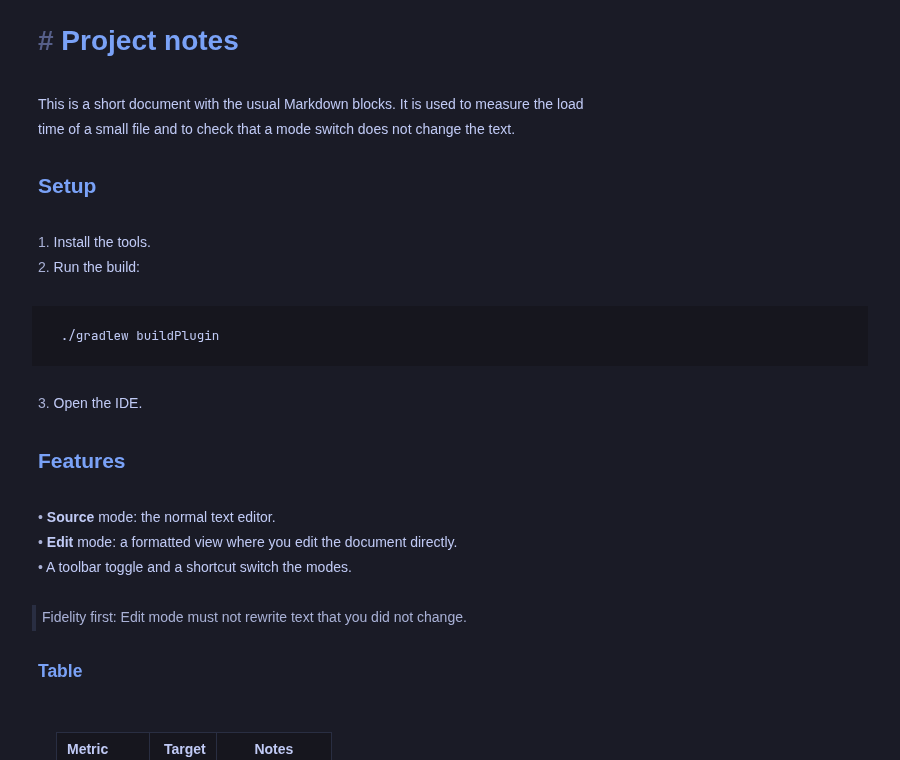 # Project notes
This is a short document with the usual Markdown blocks. It is used to measure the load
time of a small file and to check that a mode switch does not change the text.
Setup
1. Install the tools.
2. Run the build:
./gradlew buildPlugin
3. Open the IDE.
Features
• Source mode: the normal text editor.
• Edit mode: a formatted view where you edit the document directly.
• A toolbar toggle and a shortcut switch the modes.
Fidelity first: Edit mode must not rewrite text that you did not change.
Table
Metric Target Notes